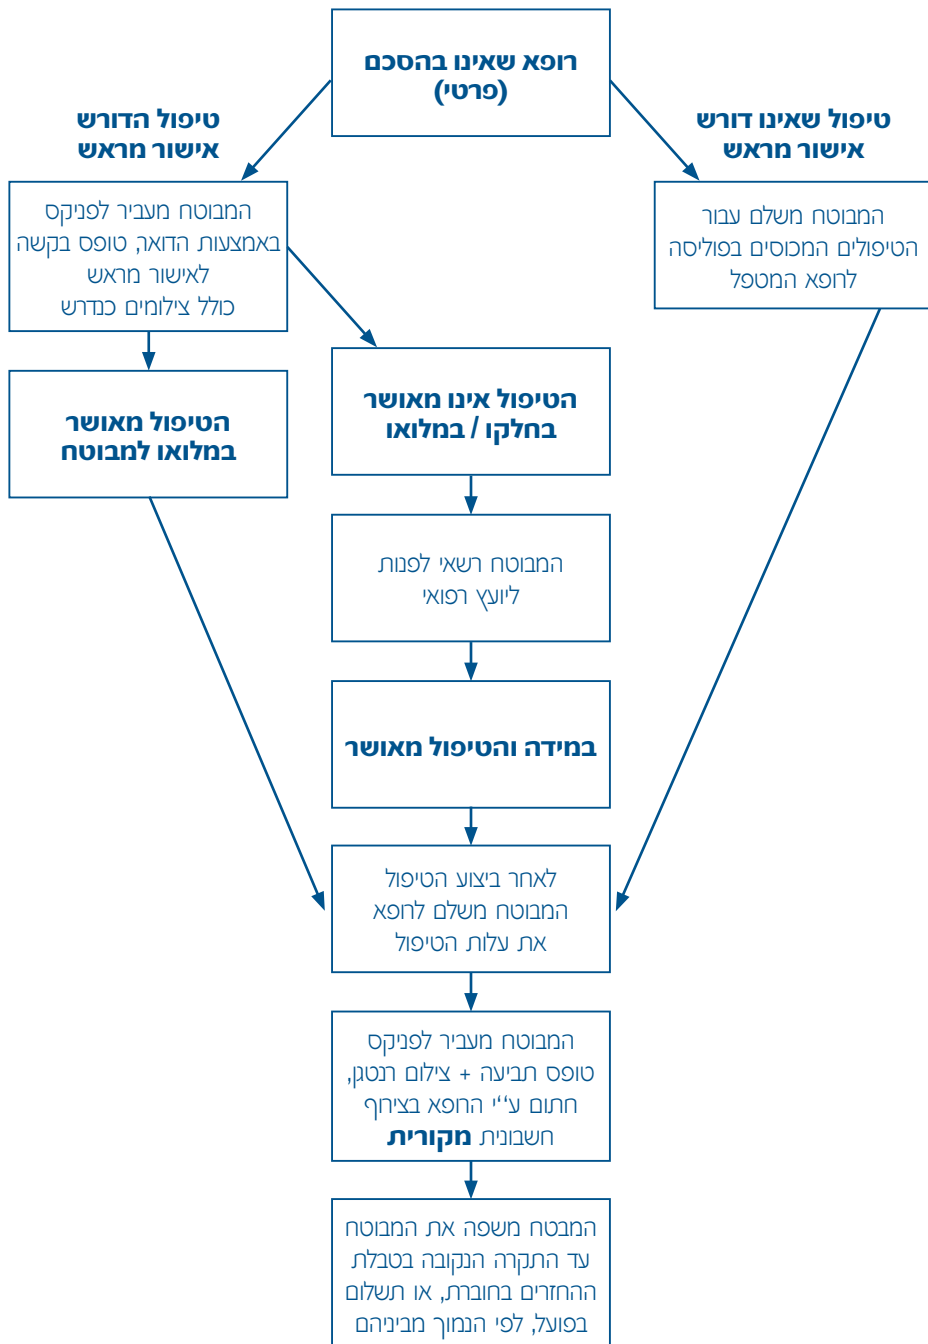 רופא שאינו בהסכם
(פרטי)
טיפול שאינו דורש
אישור מראש
טיפול הדורש
אישור מראש
המבוטח משלם עבור
הטיפולים המכוסים בפוליסה
לרופא המטפל
המבוטח מעביר לפניקס
באמצעות הדואר, טופס בקשה
לאישור מראש
כולל צילומים כנדרש
הטיפול אינו מאושר
בחלקו / במלואו
הטיפול מאושר
במלואו למבוטח
המבוטח רשאי לפנות
ליועץ רפואי
במידה והטיפול מאושר
לאחר ביצוע הטיפול
המבוטח משלם לרופא
את עלות הטיפול
המבוטח מעביר לפניקס
טופס תביעה + צילום רנטגן,
חתום ע״י הרופא בצירוף
חשבונית מקורית
המבטח משפה את המבוטח
עד התקרה הנקובה בטבלת
ההחזרים בחוברת, או תשלום
בפועל, לפי הנמוך מביניהם